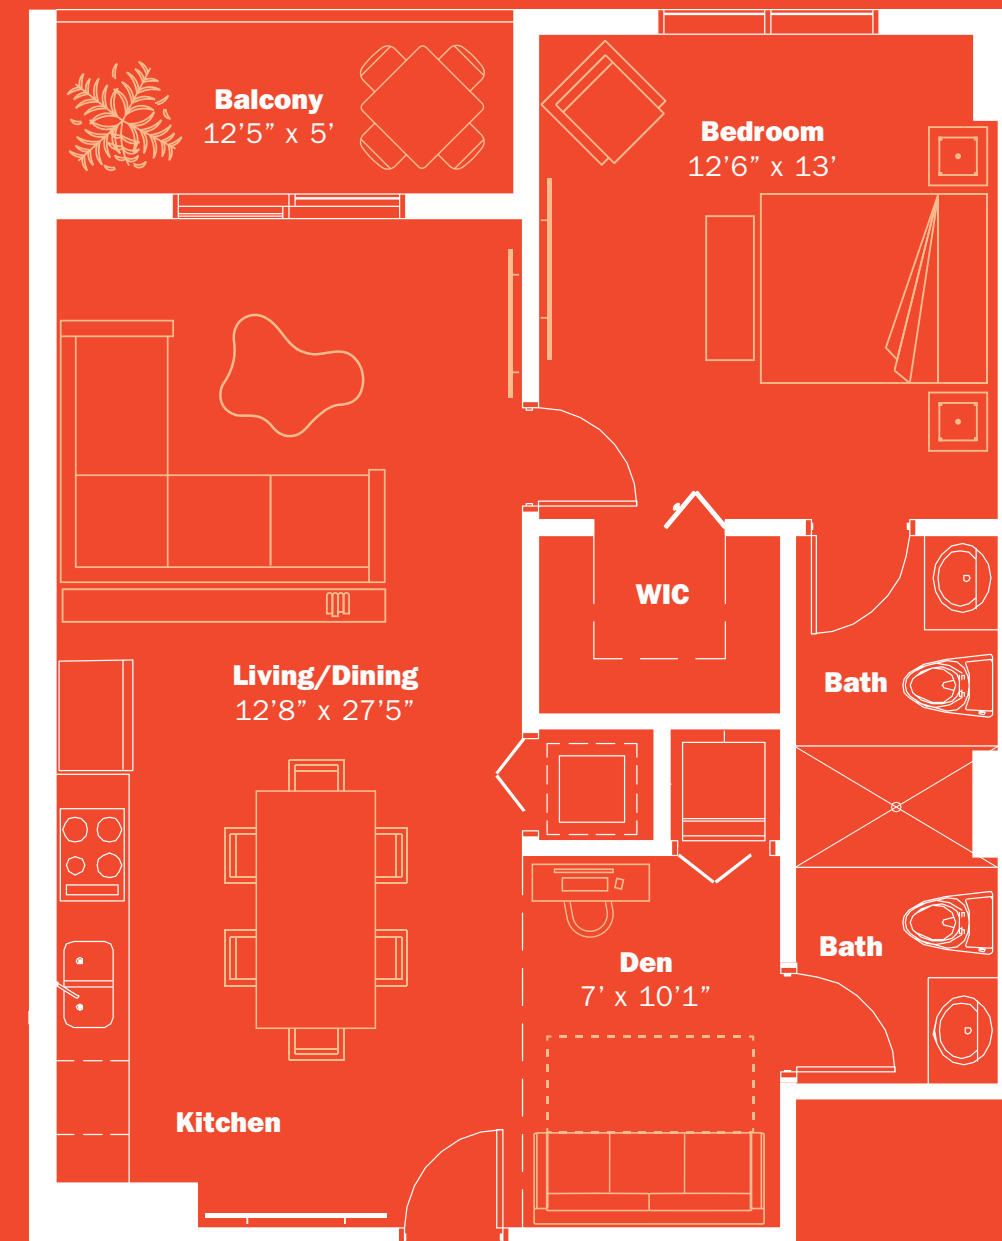 Balcony
12’5” x 5’
Bedroom
12’6” x 13’
WIC
Living/Dining
12’8” x 27’5”
Bath
Bath
Den
7’ x 10’1”
Kitchen